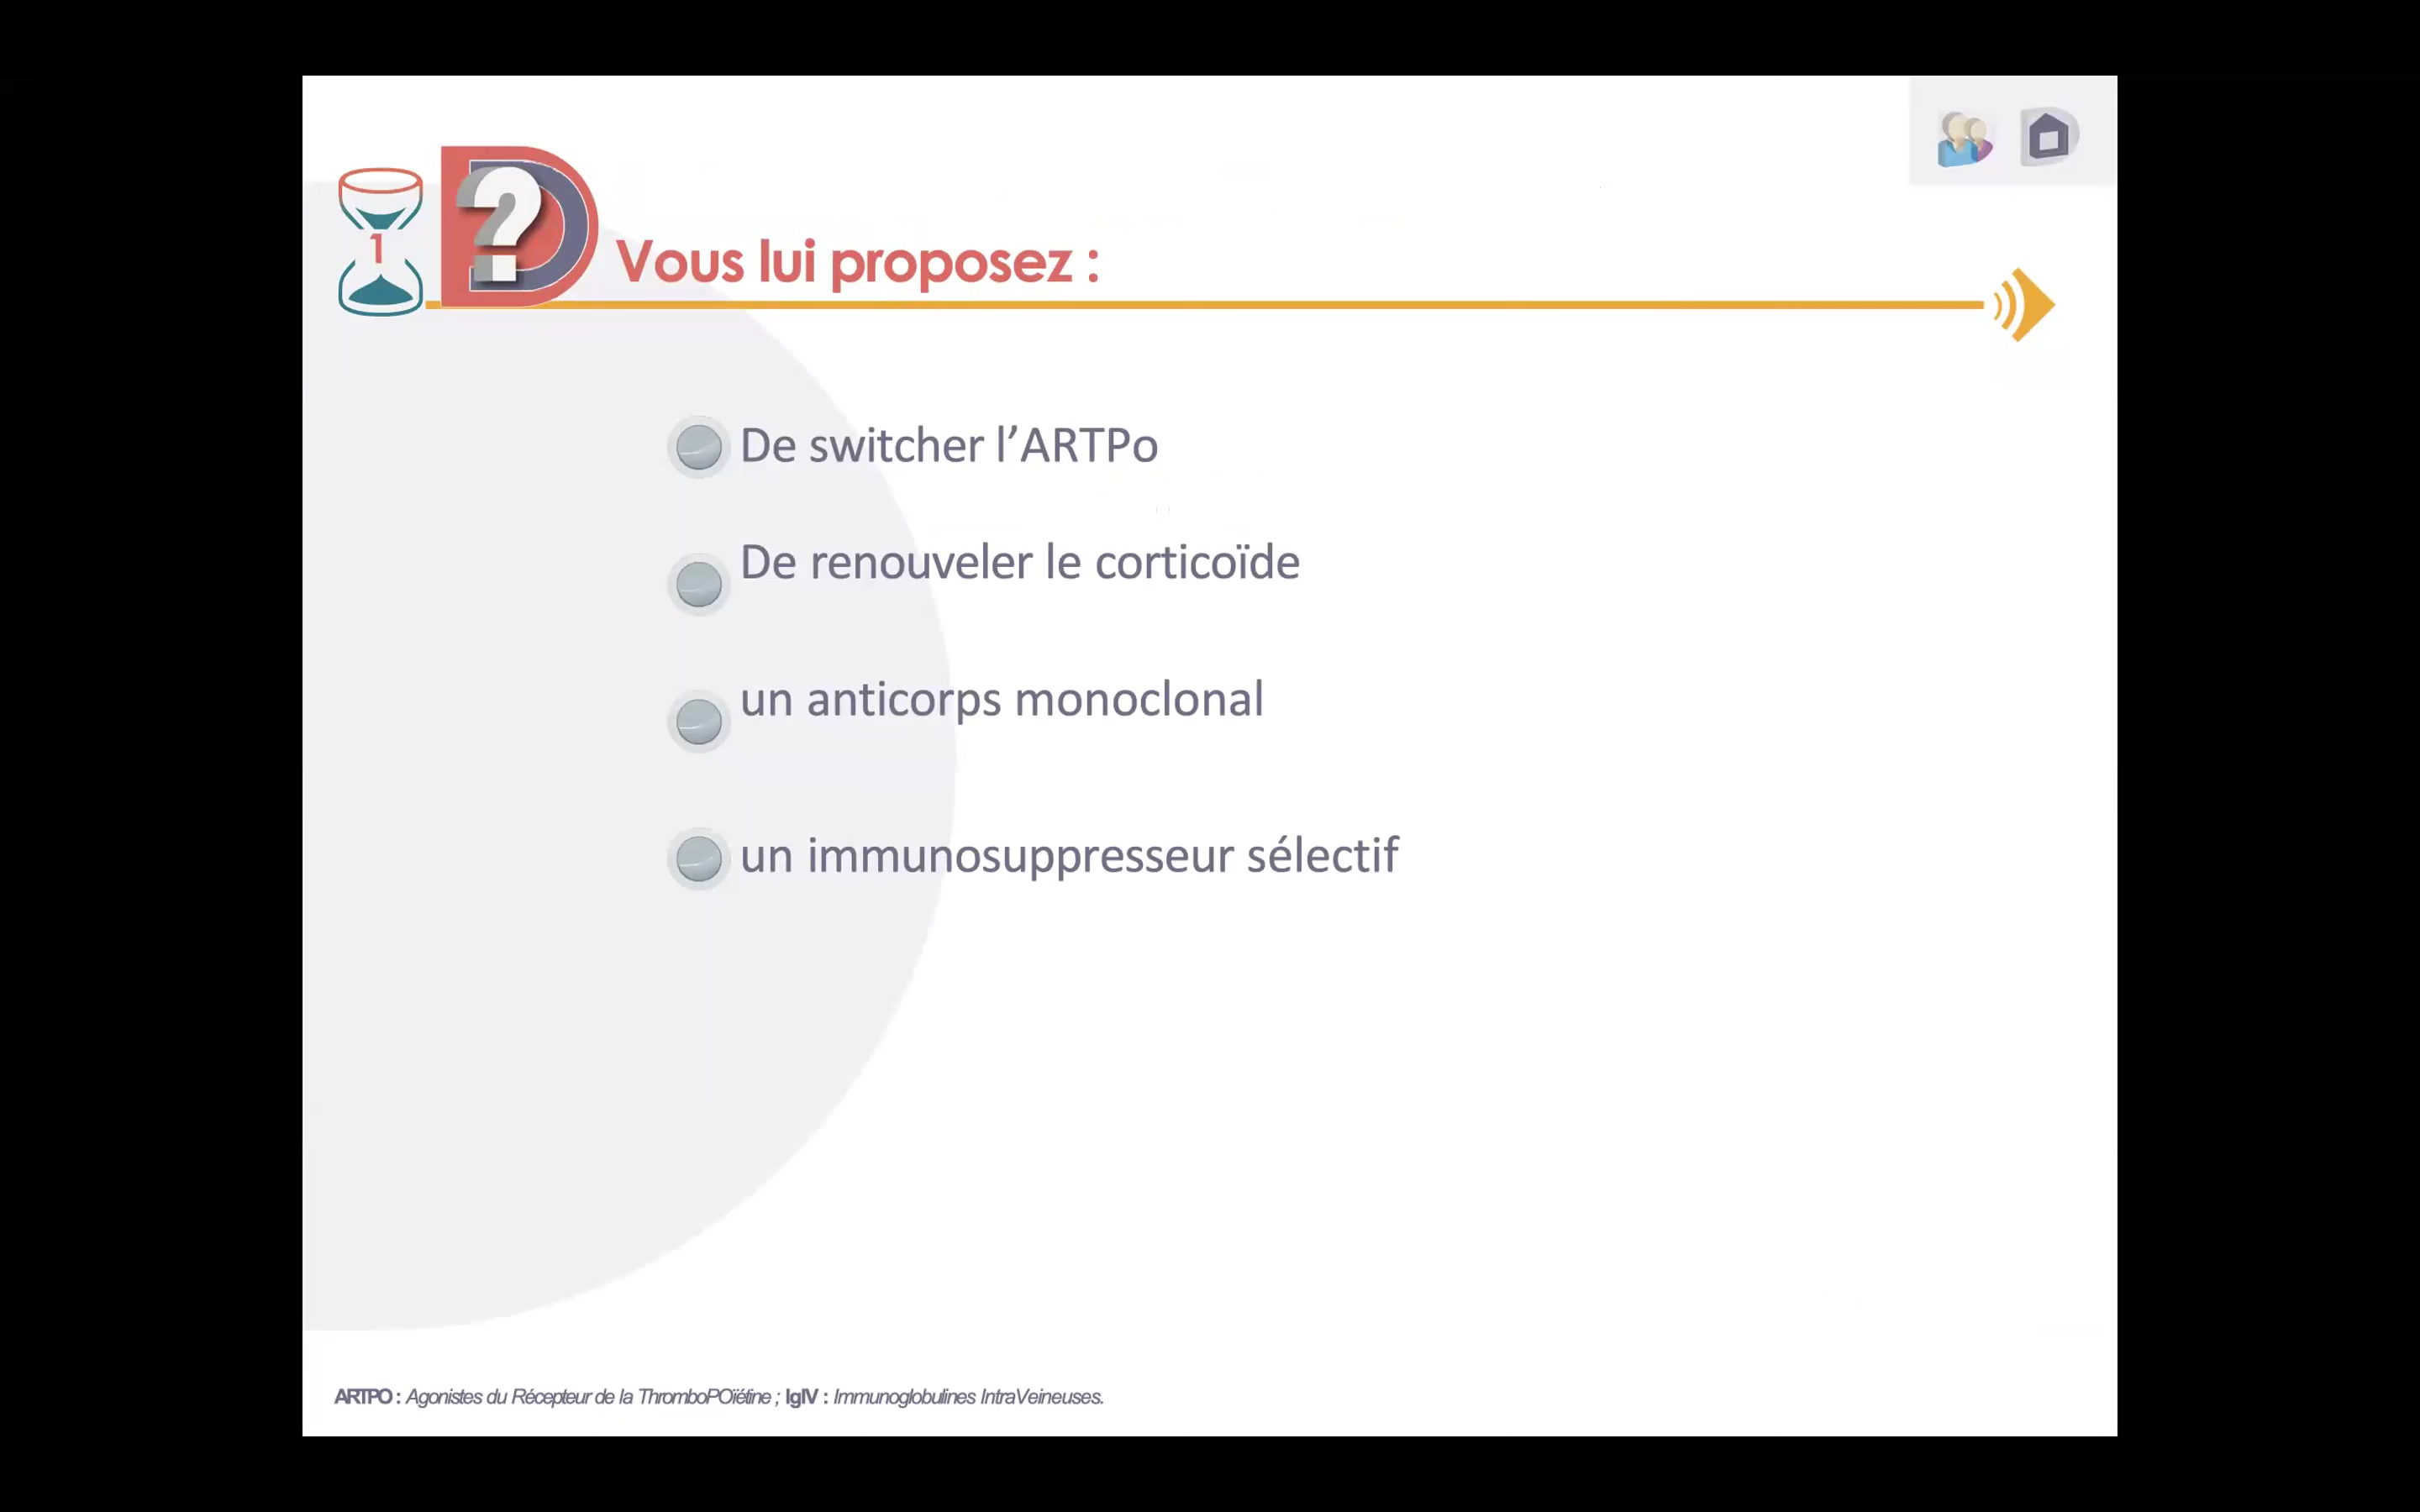 1
?
Vous lui proposez :
De switcher l’ARTPo
De renouveler le corticoïde
un anticorps monoclonal
un immunosuppresseur sélectif
ARTPO : Agonistes du Récepteur de la ThromboPOïétine ; IgIV : Immunoglobulines IntraVeineuses.